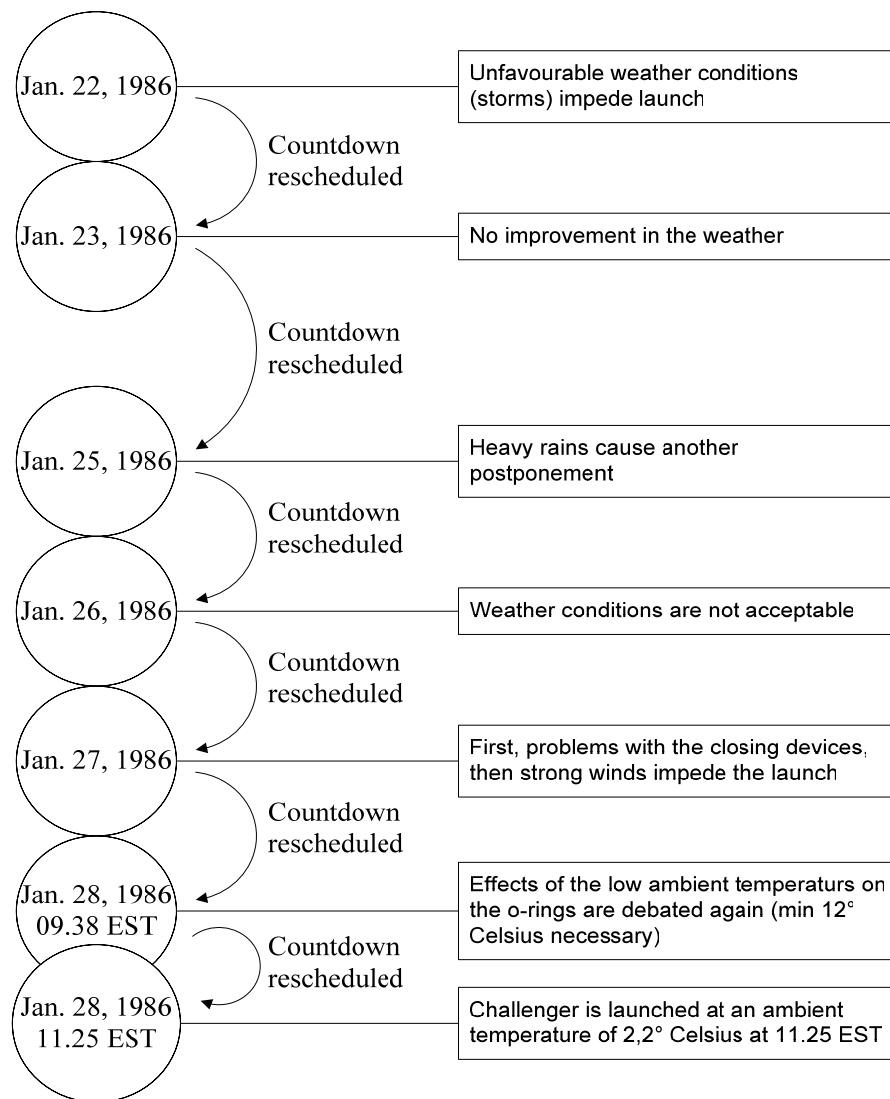 Jan. 22, 1986
Unfavourable weather conditions
(storms) impede launch
Countdown
rescheduled
Jan. 23, 1986
No improvement in the weather
Countdown
rescheduled
Jan. 25, 1986
Heavy rains cause another
postponement
Countdown
rescheduled
Jan. 26, 1986
Weather conditions are not acceptable
Countdown
rescheduled
Jan. 27, 1986
First, problems with the closing devices,
then strong winds impede the launch
Countdown
rescheduled
Jan. 28, 1986
09.38 EST
Effects of the low ambient temperaturs on
the o-rings are debated again (min 12°
Celsius necessary)
Countdown
rescheduled
Jan. 28, 1986
11.25 EST
Challenger is launched at an ambient
temperature of 2,2° Celsius at 11.25 EST